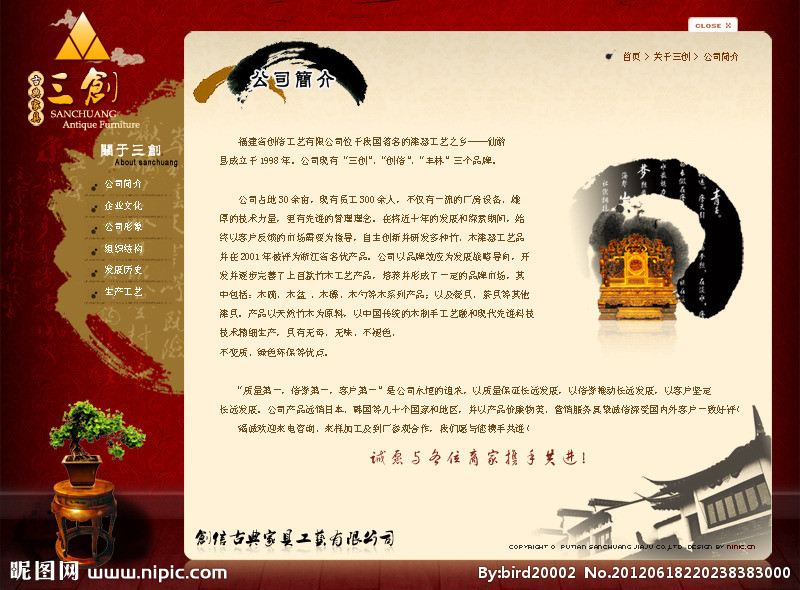 CLOSE
首页 > 关于三创 > 公司简介
公司簡介
古典家具
三創
SANCHUANG
Antique Furniture
關于三創
About sanchuang
公司简介
企业文化
公司形象
组织结构
发展历史
生产工艺
福建省创信工艺有限公司位于我国著名的雕琢工艺之乡——仙游
县成立于1998年。公司现有“三创”、“创信”、“丰林”三个品牌。
公司占地30余亩，现有员工300余人，不仅有一流的厂房设备、雄
厚的技术力量，更有先进的管理理念。在将近十年的发展和探索期间，始
终以客户反馈的市场需要为指导，自主创新并研发多种竹、木建琢工艺品
并在2001年被评为浙江省名优产品。公司以品牌效应为发展战略导向，开
发并逐步完善了上百款竹木工艺产品，培养并形成了一定的品牌市场，其
中包括：木碗、木盆、木碟、木勺等木系列产品；以及餐具、茶具等其他
建具。产品以天然竹木为原料，以中国传统的木制手工艺融和现代先进科技
技术精细生产，具有无毒、无味、不褪色、
不变质、绿色环保等优点。
“质量第一，信誉第一，客户第一”是公司永恒的追求，以质量保证长远发展，以信誉推动长远发展，以客户坚定
长远发展。公司产品远销日本、韩国等几十个国家和地区，并以产品价廉物美、营销服务真挚诚信深受国内外客户一致好评(
竭诚欢迎来电咨询、来样加工及到厂参观合作，我们愿与您携手共进(
诚愿与各位商家携手共进!
創信古典家具工藝有限公司
COPYRIGHT © PUTIAN SANCHUANG JIAJU CO.,LTD. DESIGN BY NINIC.CN
昵图网 www.nipic.com
By:bird20002 No.20120618220238383000